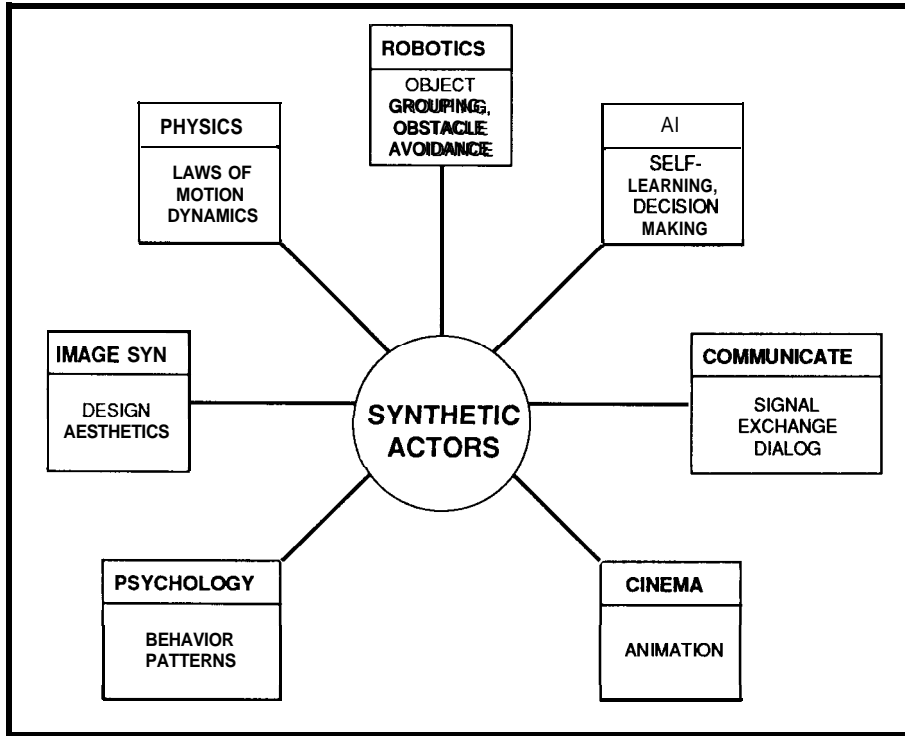 ROBOTICS
OBJECT
GROUPING,
OBSTACLE
AVOIDANCE
PHYSICS
LAWS OF
MOTION
DYNAMICS
AI
SELF-
LEARNING,
DECISION
MAKING
IMAGE SYN
DESIGN
AESTHETICS
SYNTHETIC
ACTORS
COMMUNICATE
SIGNAL
EXCHANGE
DIALOG
PSYCHOLOGY
BEHAVIOR
PATTERNS
CINEMA
ANIMATION